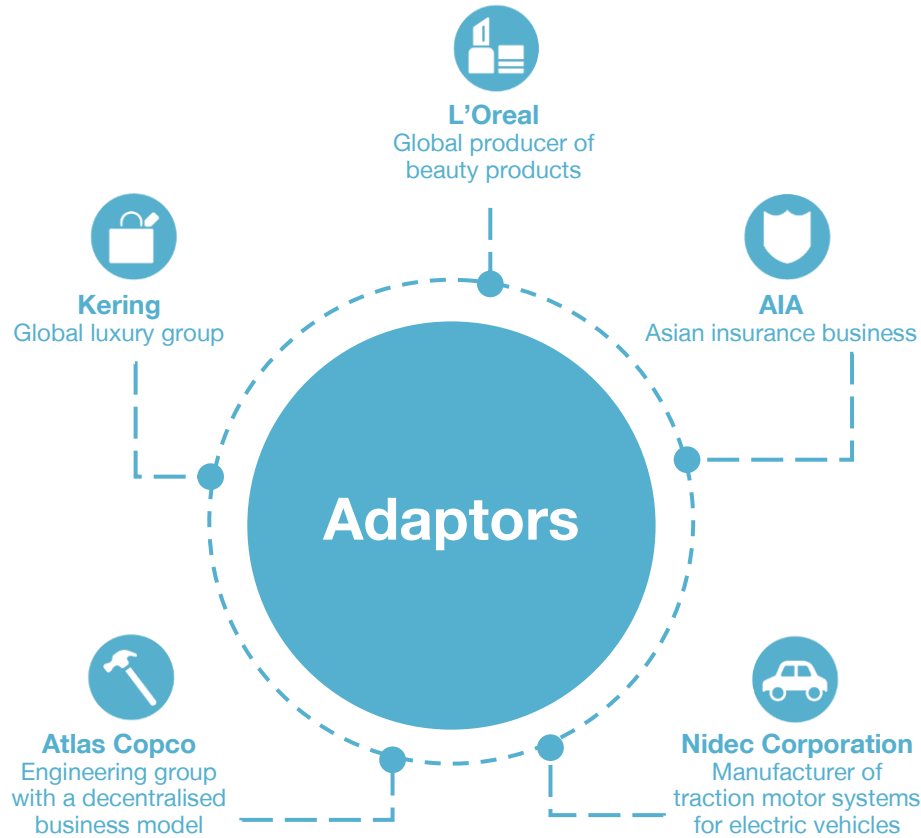 L’Oreal
Global producer of
beauty products
Kering
Global luxury group
AIA
Asian insurance business
Adaptors
Atlas Copco
Engineering group
with a decentralised
business model
Nidec Corporation
Manufacturer of
traction motor systems
for electric vehicles